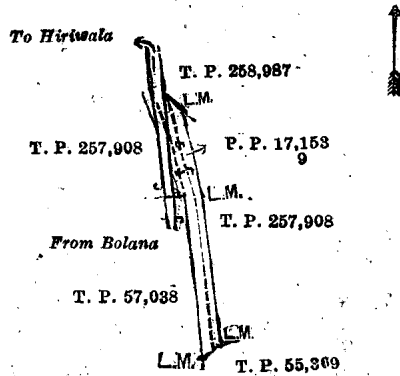 To Hiriwala
T. P. 258,987
L.M.
T. P. 257,908
P. P. 17,153
9
L.M.
T. P. 257,908
From Bolana
T. P. 57,038
L.M.
L.M.
T. P. 55,369